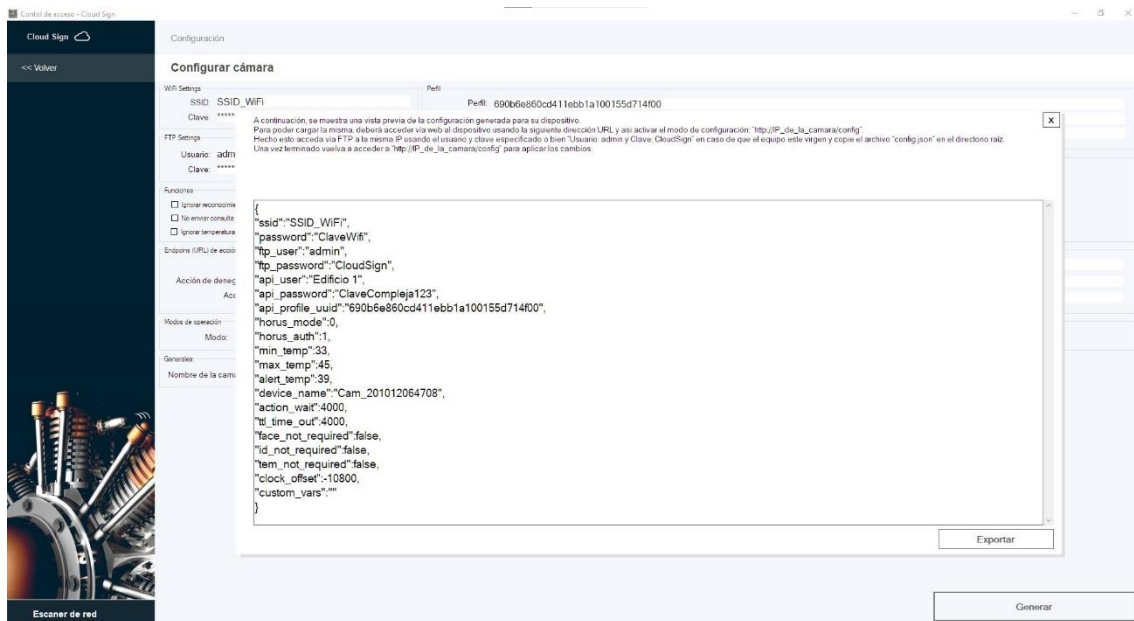 Contol de acceso - Cloud Sign
Cloud Sign
Configuración
<< Volver
Configurar cámara
WiFi Settings
SSID: SSID_WiFi
Clave: *****
Perfil
Perfil: 690b6e860cd411ebb1a100155d714f00
FTP Settings
Usuario: adm
Clave: *****
Funciones
Ignorar reconocimie
No enviar consulta
Ignorar temperatura
Endpoins (URL) de acció
Acción de deneg
Acc
Modos de operación
Modo:
Generales:
Nombre de la cama
X
A continuación, se muestra una vista previa de la configuración generada para su dispositivo.
Para poder cargar la misma, deberá acceder via web al dispositivo usando la siguiente dirección URL y asi activar el modo de configuración: "http://IP_de_la_camara/config".
Hecho esto acceda via FTP a la misma IP usando el usuario y clave especificado o bien "Usuario: admin y Clave: CloudSign" en caso de que el equipo este virgen y copie el archivo "config.json" en el directorio raiz.
Una vez terminado vuelva a acceder a "http://IP_de_la_camara/config" para aplicar los cambios.
{
"ssid":"SSID_WiFi",
"password":"ClaveWifi",
"ftp_user":"admin",
"ftp_password":"CloudSign",
"api_user":"Edificio 1",
"api_password":"ClaveCompleja123",
"api_profile_uuid":"690b6e860cd411ebb1a100155d714f00",
"horus_mode":0,
"horus_auth":1,
"min_temp":33,
"max_temp":45,
"alert_temp":39,
"device_name":"Cam_201012064708",
"action_wait":4000,
"ttl_time_out":4000,
"face_not_required":false,
"id_not_required":false,
"tem_not_required":false,
"clock_offset":-10800,
"custom_vars":""
}
Exportar
Generar
Escaner de red